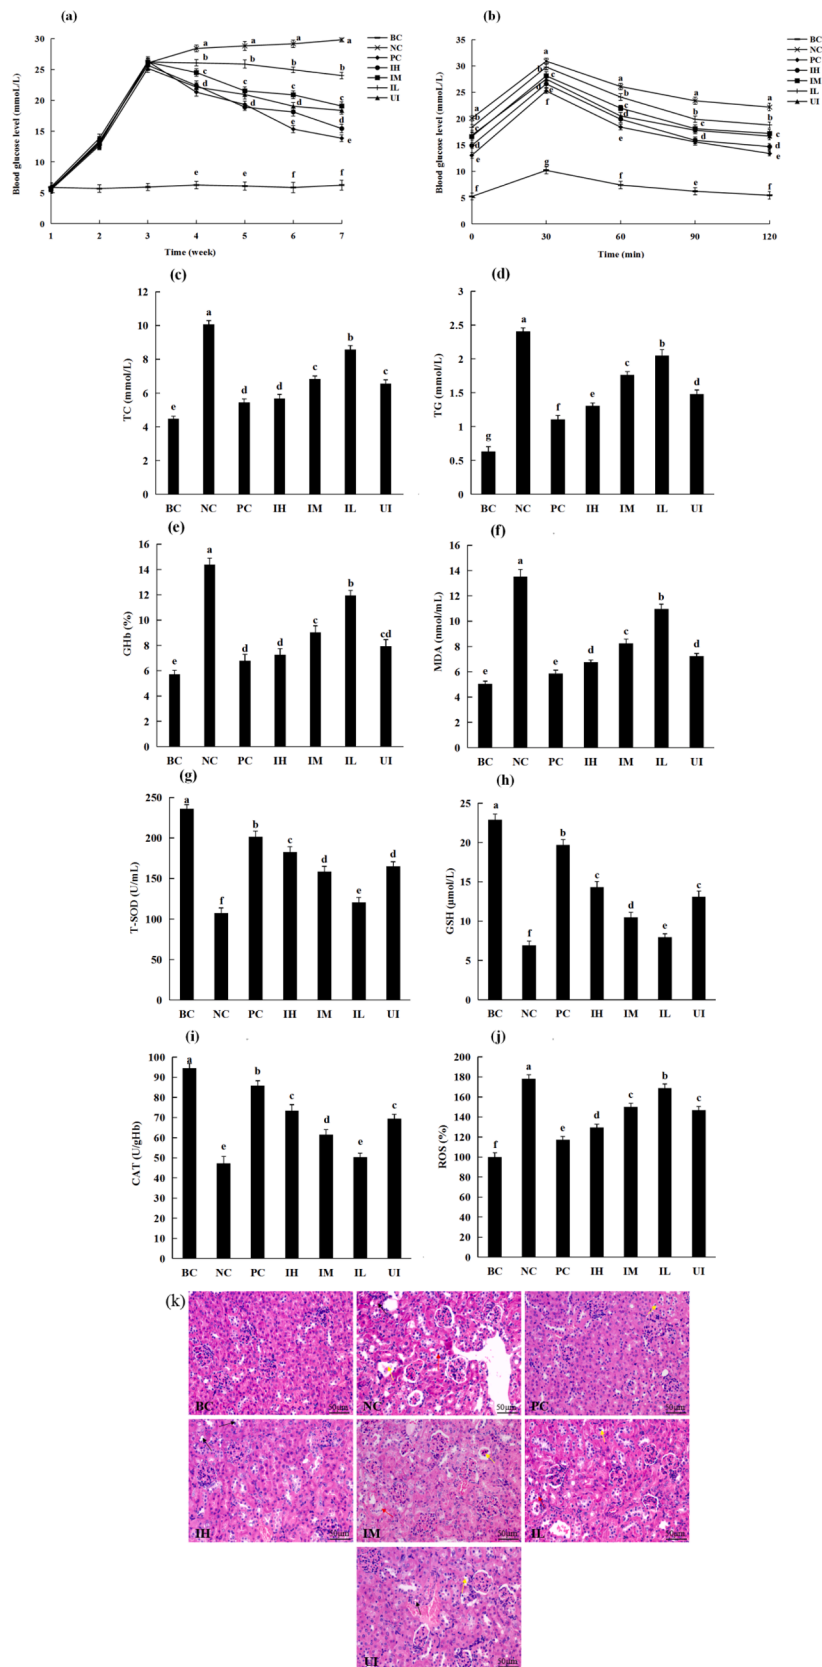 (a)
Blood glucose level (mmoL/L)
30
25
20
15
10
5
0
1 2 3 4 5 6 7
Time (week)
a a a a
b b b b
c c c c
d d d d
e e e
e e f f
BC
NC
PC
IH
IM
IL
UI
(b)
Blood glucose level (mmoL/L)
35
30
25
20
15
10
5
0
0 30 60 90 120
Time (min)
a a a a a
b b b b b
c c c c c
d d d d d
e e e e
f f
f g f e f
BC
NC
PC
IH
IM
IL
UI
(c)
TC (mmol/L)
12
10
8
6
4
2
0
e a d d c b c
BC NC PC IH IM IL UI
(d)
TG (mmol/L)
3
2.5
2
1.5
1
0.5
0
g a f e c b d
BC NC PC IH IM IL UI
(e)
GHb (%)
16
14
12
10
8
6
4
2
0
e a d d c b cd
BC NC PC IH IM IL UI
(f)
MDA (nmol/mL)
16
14
12
10
8
6
4
2
0
e a e d c b d
BC NC PC IH IM IL UI
(g)
T-SOD (U/mL)
250
200
150
100
50
0
a f b c d e d
BC NC PC IH IM IL UI
(h)
GSH (μmol/L)
25
20
15
10
5
0
a f b c d e c
BC NC PC IH IM IL UI
(i)
CAT (U/gHb)
100
90
80
70
60
50
40
30
20
10
0
a e b c d e c
BC NC PC IH IM IL UI
(j)
ROS (%)
200
180
160
140
120
100
80
60
40
20
0
f a e d c b c
BC NC PC IH IM IL UI
(k)
BC 50μm
NC 50μm
PC 50μm
IH 50μm
IM 50μm
IL 50μm
UI 50μm